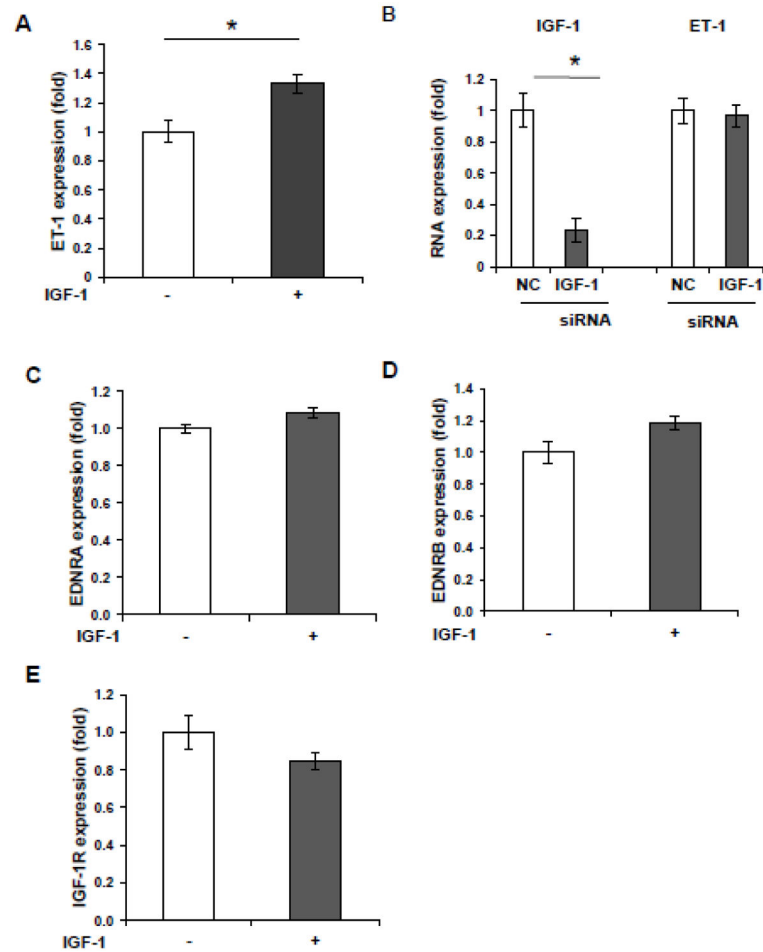 A
*
ET-1 expression (fold)
1.6
1.4
1.2
1
0.8
0.6
0.4
0.2
0
IGF-1 - +
B
IGF-1 ET-1
*
RNA expression (fold)
1.2
1
0.8
0.6
0.4
0.2
0
NC IGF-1 NC IGF-1
siRNA siRNA
C
EDNRA expression (fold)
1.2
1.0
0.8
0.6
0.4
0.2
0.0
IGF-1 - +
D
EDNRB expression (fold)
1.4
1.2
1.0
0.8
0.6
0.4
0.2
0.0
IGF-1 - +
E
IGF-1R expression (fold)
1.2
1.0
0.8
0.6
0.4
0.2
0.0
IGF-1 - +